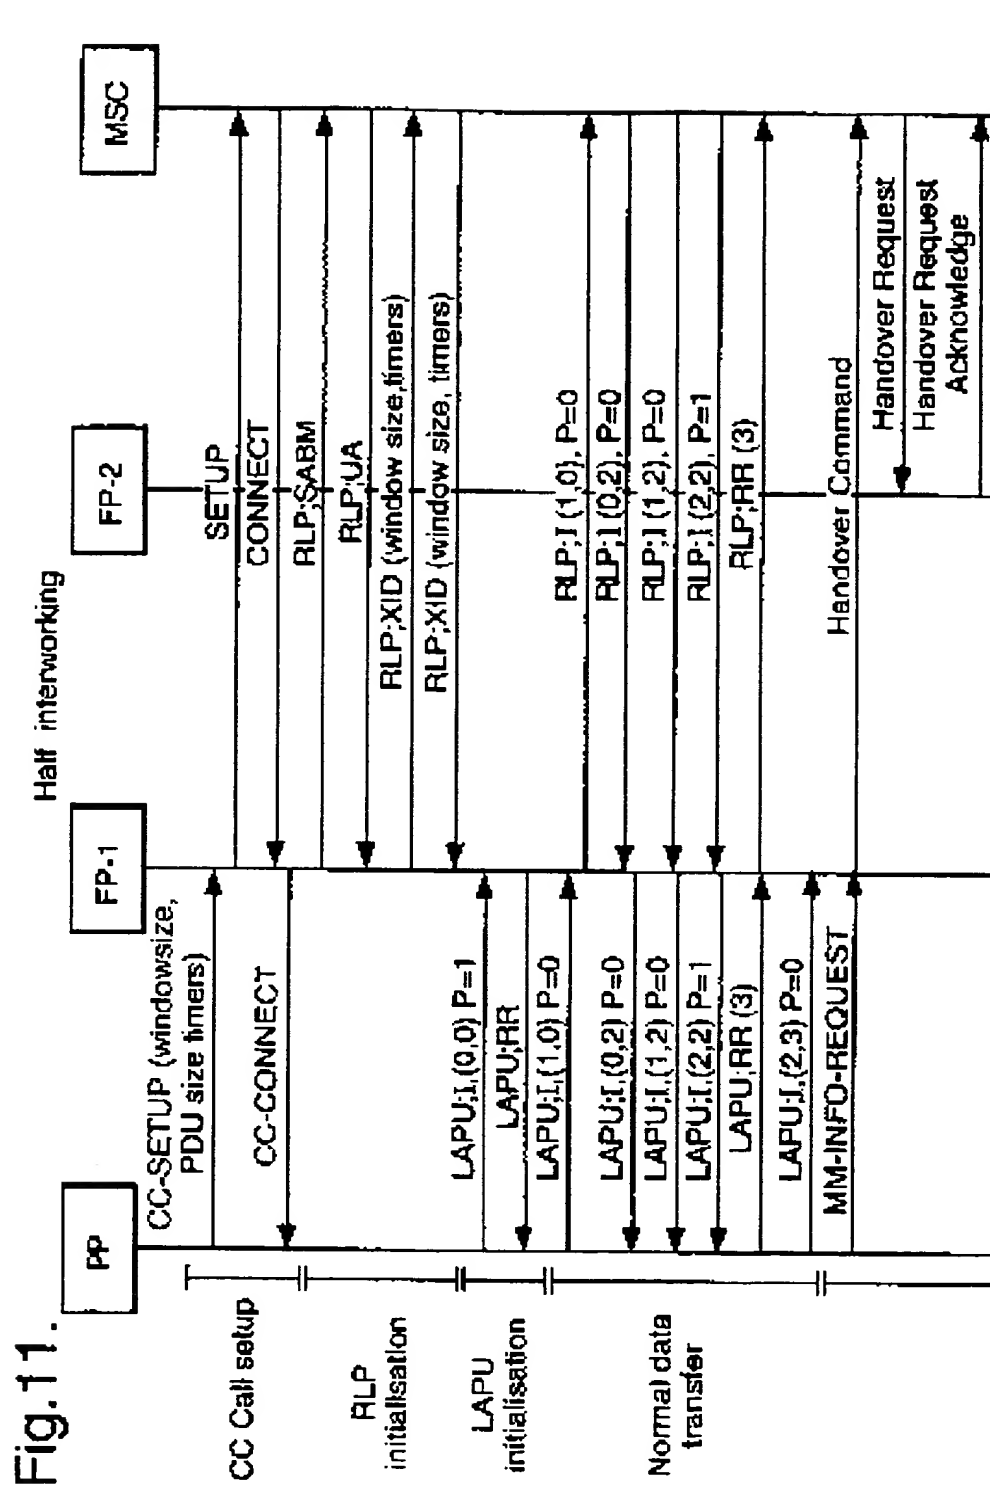 Fig.11.
Half interworking
PP
FP-1
FP-2
MSC
CC Call setup
RLP
initialisation
LAPU
initialisation
Normal data
transfer
CC-SETUP (windowsize,
PDU size timers)
SETUP
CONNECT
CC-CONNECT
RLP;SABM
RLP;UA
RLP;XID (window size,timers)
RLP;XID (window size, timers)
LAPU;I,(0,0) P=1
LAPU;RR
LAPU;I,(1,0) P=0
RLP;I (1,0), P=0
RLP;I (0,2), P=0
LAPU;I,(0,2) P=0
RLP;I (1,2), P=0
LAPU;I,(1,2) P=0
RLP;I (2,2), P=1
LAPU;I,(2,2) P=1
RLP;RR (3)
LAPU;RR (3)
LAPU;I,(2,3) P=0
MM-INFO-REQUEST
Handover Command
Handover Request
Handover Request
Acknowledge